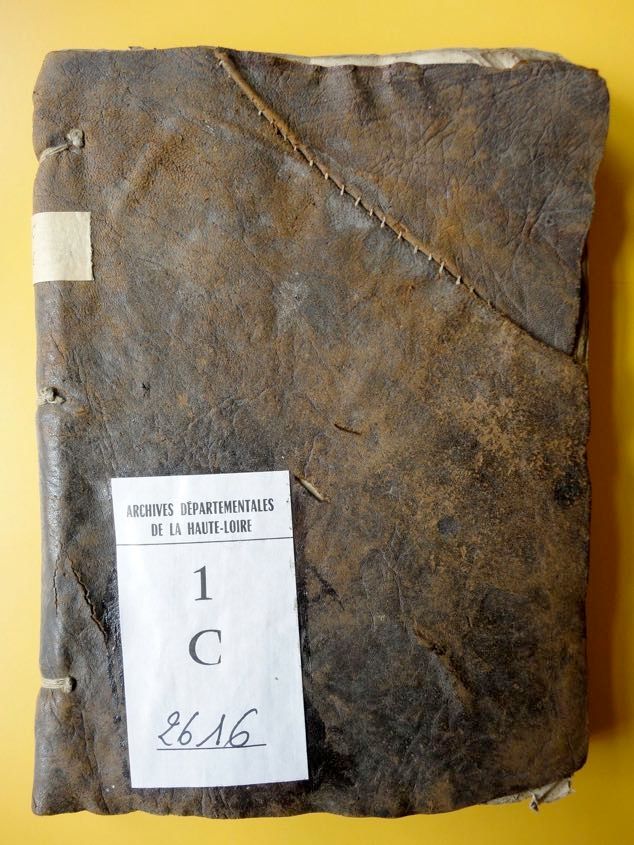 ARCHIVES DÉPARTEMENTALES
DE LA HAUTE-LOIRE
1
C
2616